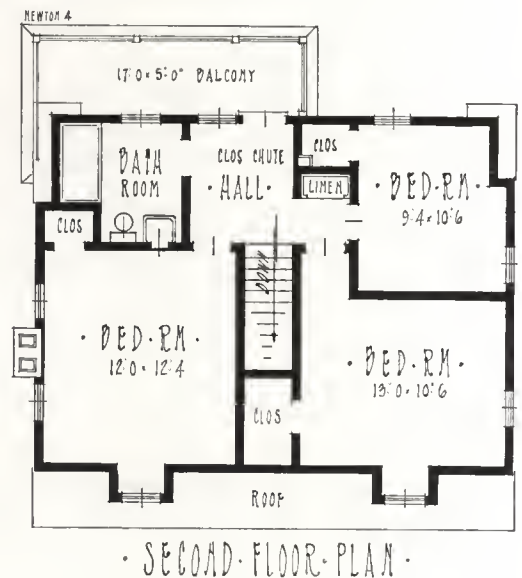 NEWTON 4
17'0" x 5'0" BALCONY
BATH
ROOM
CLOS CHUTE
· HALL ·
CLOS
LINEN
· BED·RM ·
9'4 x 10'6
CLOS
DOWN
· BED·RM ·
12'0 x 12'4
· BED·RM ·
13'0 x 10'6
CLOS
ROOF
· SECOND·FLOOR·PLAN ·